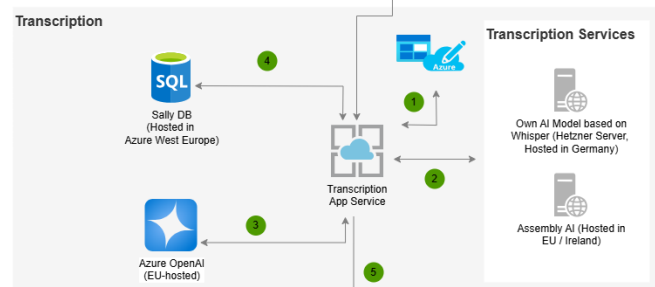 Transcription
Transcription Services
4
SQL
Azure
1
Sally DB
(Hosted in
Azure West Europe)
Own AI Model based on
Whisper (Hetzner Server,
Hosted in Germany)
2
Transcription
App Service
3
Assembly AI (Hosted in
EU / Ireland)
Azure OpenAI
(EU-hosted)
5